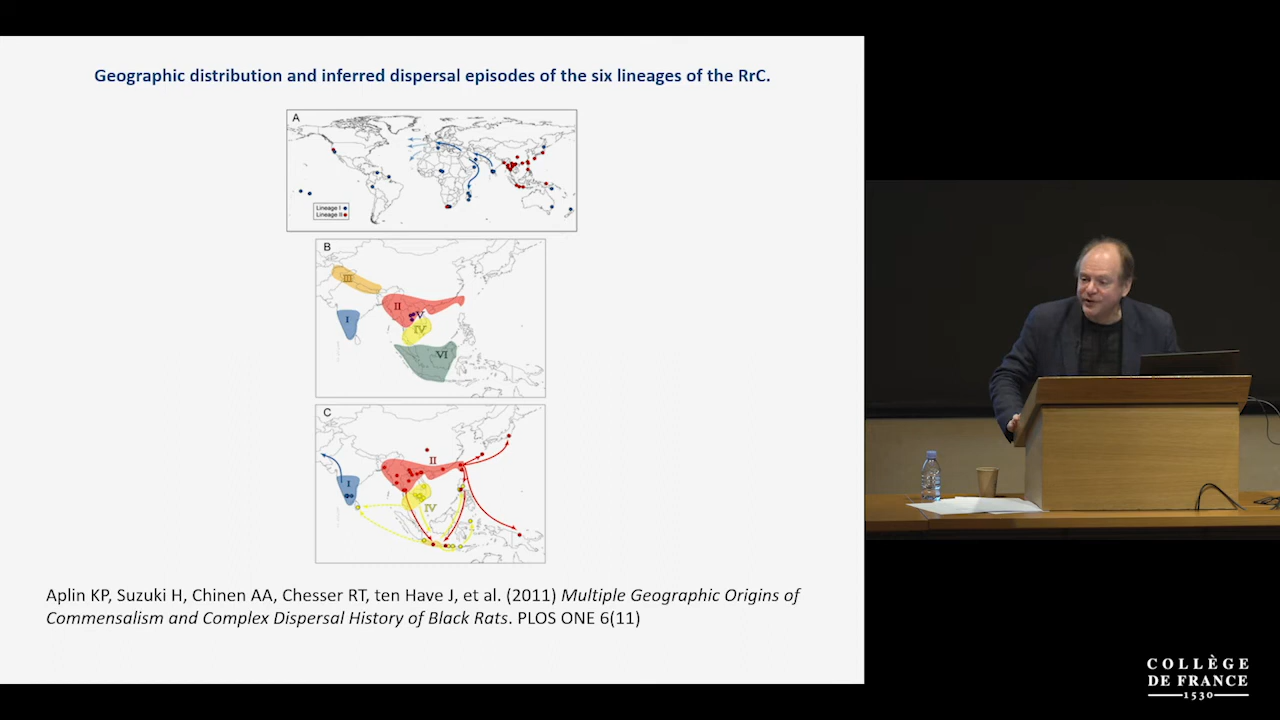 Geographic distribution and inferred dispersal episodes of the six lineages of the RrC.
A
Lineage I
Lineage II
B
III
I
II
V
IV
VI
C
II
I
IV
Aplin KP, Suzuki H, Chinen AA, Chesser RT, ten Have J, et al. (2011) Multiple Geographic Origins of
Commensalism and Complex Dispersal History of Black Rats. PLOS ONE 6(11)
COLLÈGE
DE FRANCE
1530